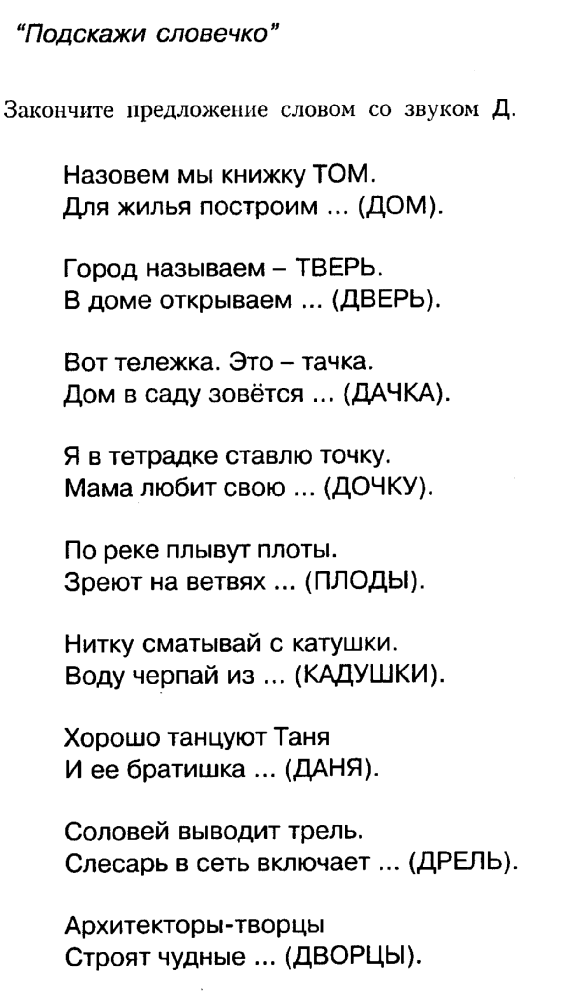 “Подскажи словечко”
Закончите предложение словом со звуком Д.
Назовем мы книжку ТОМ.
Для жилья построим ... (ДОМ).
Город называем – ТВЕРЬ.
В доме открываем ... (ДВЕРЬ).
Вот тележка. Это – тачка.
Дом в саду зовётся ... (ДАЧКА).
Я в тетрадке ставлю точку.
Мама любит свою ... (ДОЧКУ).
По реке плывут плоты.
Зреют на ветвях ... (ПЛОДЫ).
Нитку сматывай с катушки.
Воду черпай из ... (КАДУШКИ).
Хорошо танцуют Таня
И ее братишка ... (ДАНЯ).
Соловей выводит трель.
Слесарь в сеть включает ... (ДРЕЛЬ).
Архитекторы-творцы
Строят чудные ... (ДВОРЦЫ).